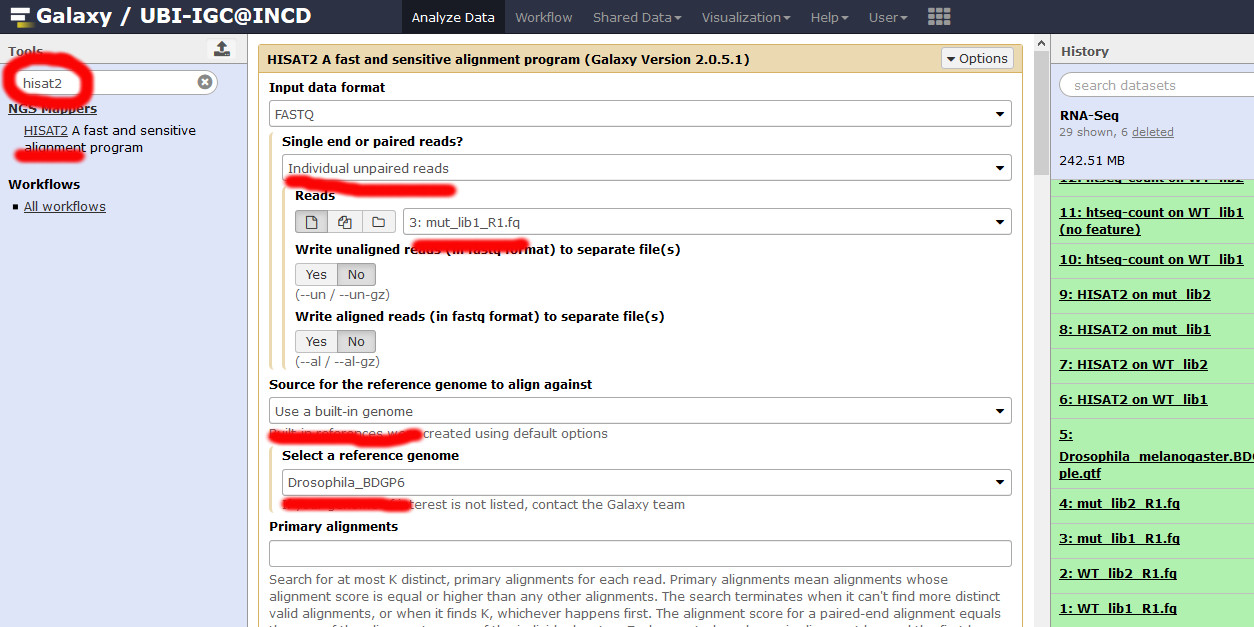 Galaxy / UBI-IGC@INCD
Analyze Data
Workflow
Shared Data
Visualization
Help
User
Tools
hisat2
NGS Mappers
HISAT2 A fast and sensitive
alignment program
Workflows
All workflows
HISAT2 A fast and sensitive alignment program (Galaxy Version 2.0.5.1)
Options
Input data format
FASTQ
Single end or paired reads?
Individual unpaired reads
Reads
3: mut_lib1_R1.fq
Write unaligned reads (in fastq format) to separate file(s)
Yes No
(--un / --un-gz)
Write aligned reads (in fastq format) to separate file(s)
Yes No
(--al / --al-gz)
Source for the reference genome to align against
Use a built-in genome
Built-in references were created using default options
Select a reference genome
Drosophila_BDGP6
interest is not listed, contact the Galaxy team
Primary alignments
Search for at most K distinct, primary alignments for each read. Primary alignments mean alignments whose
alignment score is equal or higher than any other alignments. The search terminates when it can't find more distinct
valid alignments, or when it finds K, whichever happens first. The alignment score for a paired-end alignment equals
History
search datasets
RNA-Seq
29 shown, 6 deleted
242.51 MB
12: htseq-count on WT_lib1
11: htseq-count on WT_lib1
(no feature)
10: htseq-count on WT_lib1
9: HISAT2 on mut_lib2
8: HISAT2 on mut_lib1
7: HISAT2 on WT_lib2
6: HISAT2 on WT_lib1
5:
Drosophila_melanogaster.BD
ple.gtf
4: mut_lib2_R1.fq
3: mut_lib1_R1.fq
2: WT_lib2_R1.fq
1: WT_lib1_R1.fq